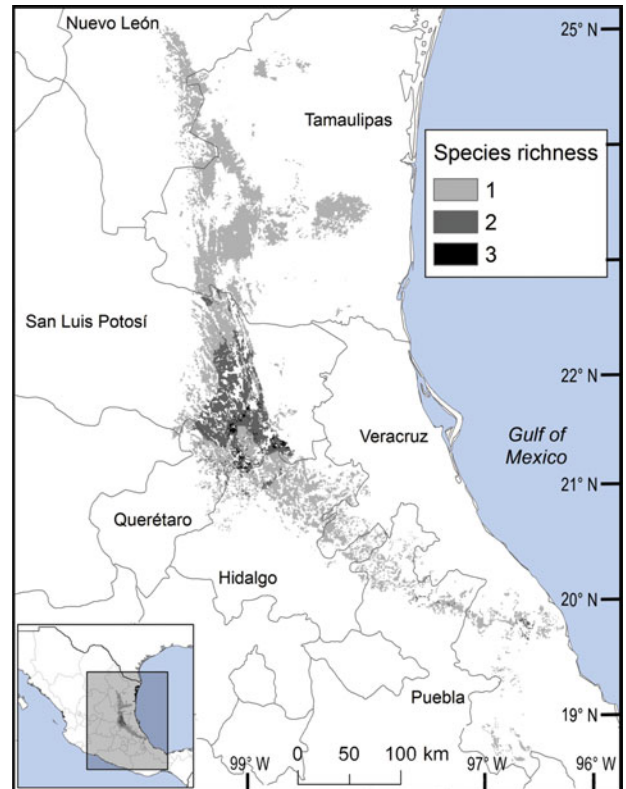 Nuevo León
25° N
Tamaulipas
Species richness
1
2
3
San Luis Potosí
22° N
Veracruz
Gulf of
Mexico
21° N
Querétaro
Hidalgo
20° N
Puebla
19° N
99° W
0 50 100 km
97° W
96° W